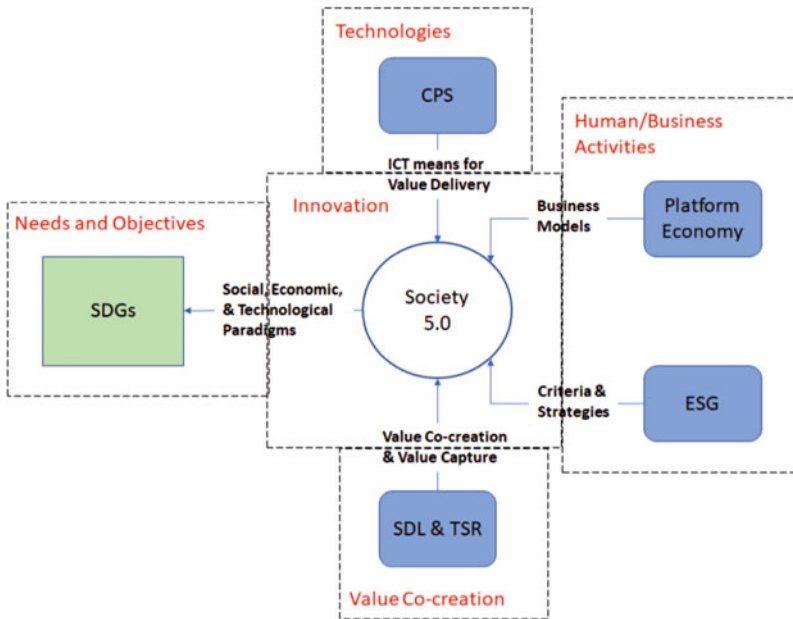 Technologies
CPS
Human/Business
Activities
ICT means for
Value Delivery
Innovation
Business
Models
Platform
Economy
Needs and Objectives
SDGs
Social, Economic,
& Technological
Paradigms
Society
5.0
Criteria &
Strategies
ESG
Value Co-creation
& Value Capture
SDL & TSR
Value Co-creation